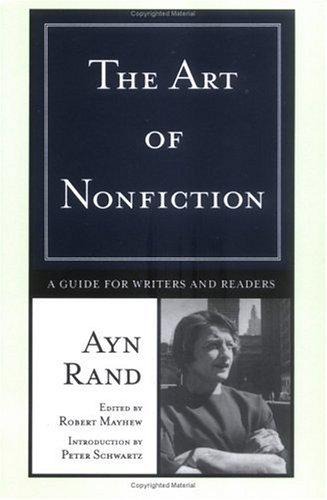 The Art
of
Nonfiction
A Guide for Writers and Readers
Ayn
Rand
Edited by
Robert Mayhew
Introduction by
Peter Schwartz